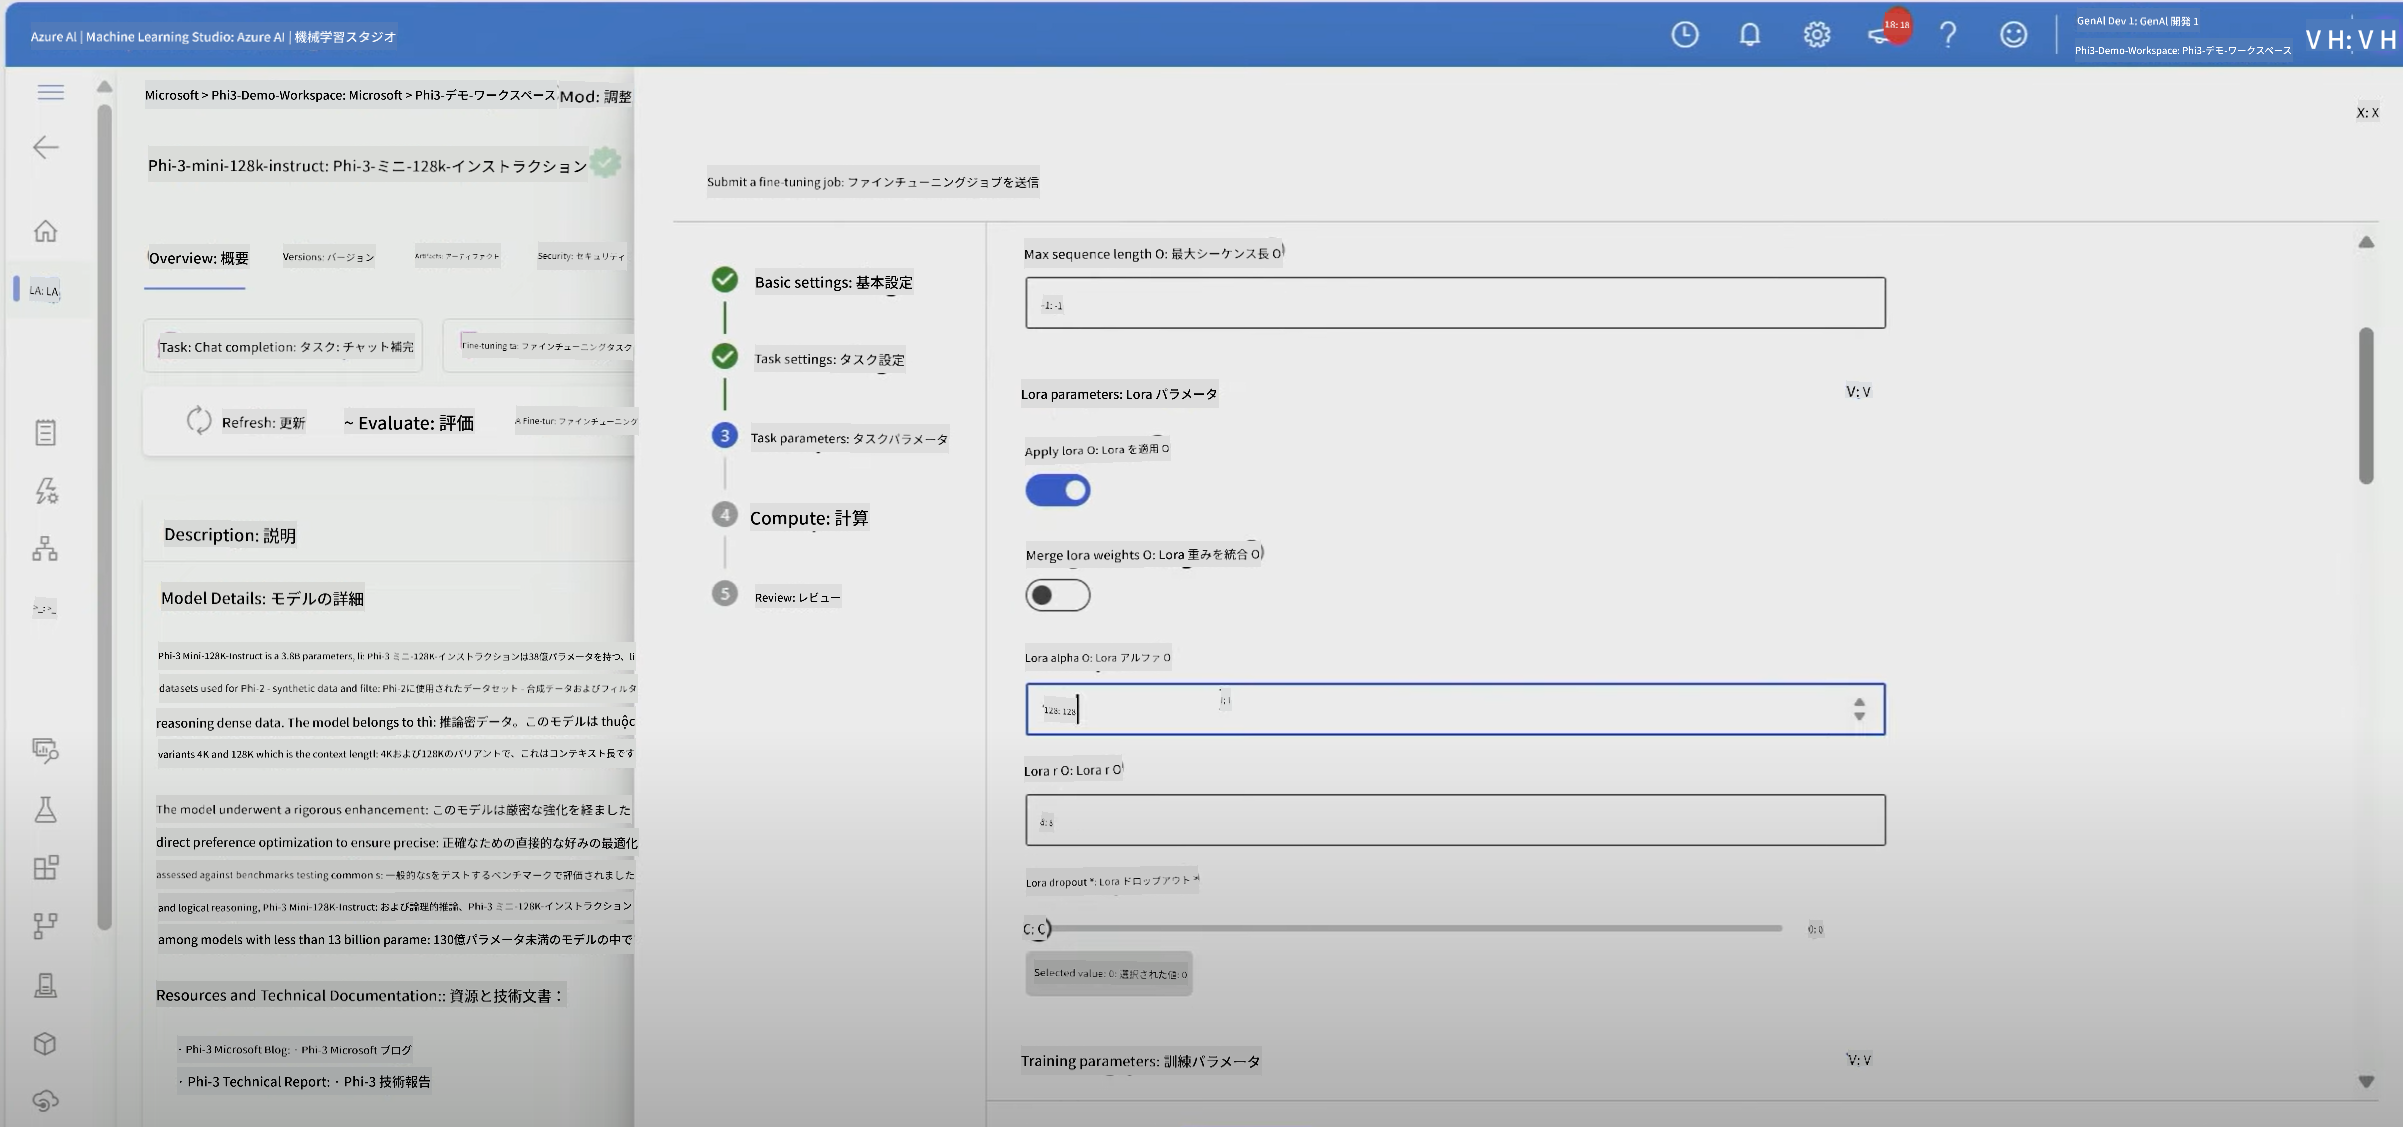 Azure Al | Machine Learning Studio: Azure AI | 機械学習スタジオ
18:18
GenAl Dev 1: GenAI 開発 1
Phi3-Demo-Workspace: Phi3-デモ-ワークスペース
V H: V H
Microsoft > Phi3-Demo-Workspace: Microsoft > Phi3-デモ-ワークスペース
Mod: 調整
X: X
Phi-3-mini-128k-instruct: Phi-3-ミニ-128k-インストラクション
Submit a fine-tuning job: ファインチューニングジョブを送信
Overview: 概要
Versions: バージョン
Artifacts: アーティファクト
Security: セキュリティ
LA: LA
Task: Chat completion: タスク: チャット補完
Fine-tuning ta: ファインチューニングタスク
Refresh: 更新
~ Evaluate: 評価
Fine-tur: ファインチューニング
Description: 説明
Model Details: モデルの詳細
>_: >_
Phi-3 Mini-128K-Instruct is a 3.8B parameters, li: Phi-3 ミニ-128K-インストラクションは38億パラメータを持つ、li
datasets used for Phi-2 - synthetic data and filte: Phi-2に使用されたデータセット - 合成データおよびフィルタ
reasoning dense data. The model belongs to thi: 推論密データ。このモデルは thuộc
variants 4K and 128K which is the context lengtl: 4Kおよび128Kのバリアントで、これはコンテキスト長です
The model underwent a rigorous enhancement: このモデルは厳密な強化を経ました
direct preference optimization to ensure precise: 正確なための直接的な好みの最適化
assessed against benchmarks testing common s: 一般的なsをテストするベンチマークで評価されました
and logical reasoning, Phi-3 Mini-128K-Instruct: および論理的推論、Phi-3 ミニ-128K-インストラクション
among models with less than 13 billion parame: 130億パラメータ未満のモデルの中で
Resources and Technical Documentation:: 資源と技術文書：
· Phi-3 Microsoft Blog: · Phi-3 Microsoft ブログ
· Phi-3 Technical Report: · Phi-3 技術報告
Basic settings: 基本設定
Task settings: タスク設定
3
Task parameters: タスクパラメータ
4
Compute: 計算
5
Review: レビュー
Max sequence length O: 最大シーケンス長 O
-1: -1
Lora parameters: Lora パラメータ
V: V
Apply lora O: Lora を適用 O
Merge lora weights O: Lora 重みを統合 O
Lora alpha O: Lora アルファ O
128: 128
Lora r O: Lora r O
Lora dropout *: Lora ドロップアウト *
C: C
0: 0
Selected value: 0: 選択された値: 0
Training parameters: 訓練パラメータ
V: V